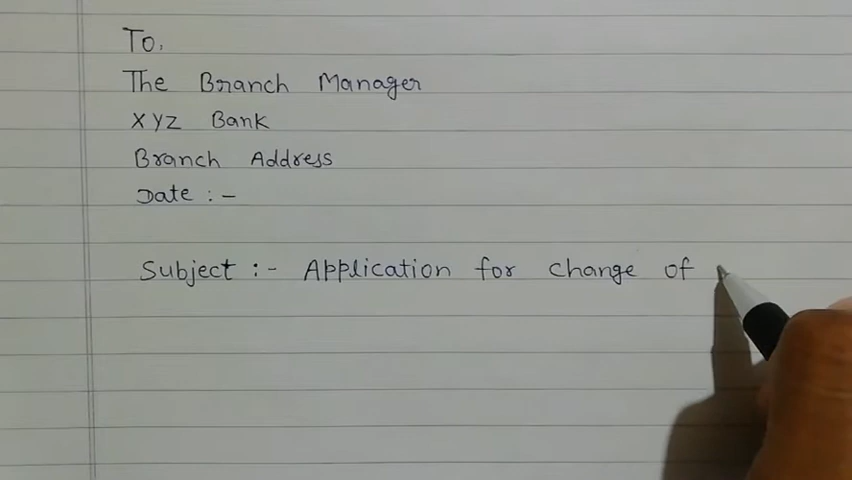 To,
The Branch Manager
XYZ Bank
Branch Address
Date :-
Subject :- Application for change of